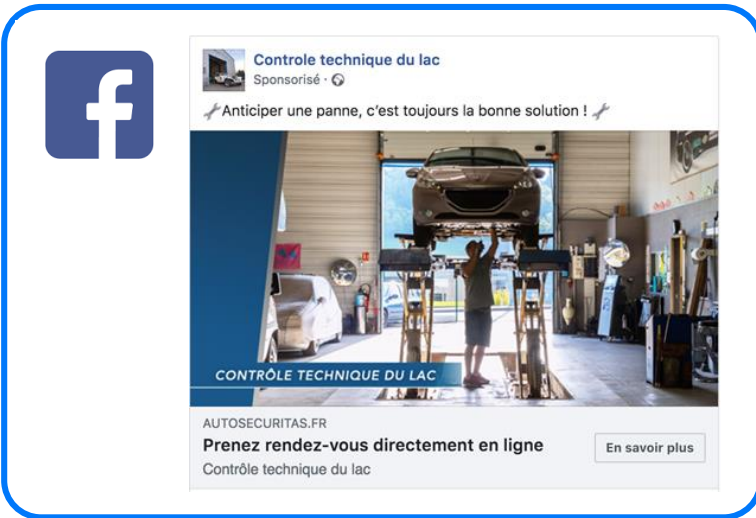 Controle technique du lac
Sponsorisé ·
Anticiper une panne, c’est toujours la bonne solution !
CONTRÔLE TECHNIQUE DU LAC
AUTOSECURITAS.FR
Prenez rendez-vous directement en ligne
En savoir plus
Contrôle technique du lac